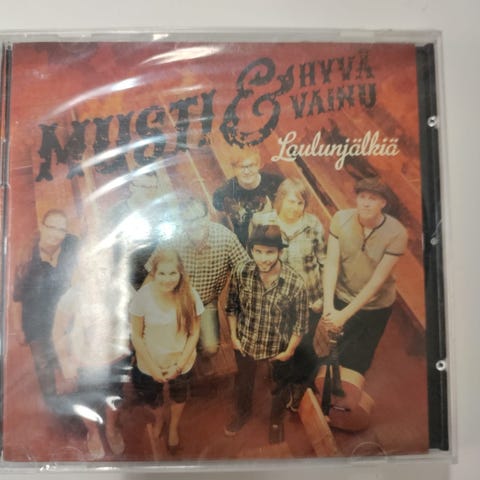 MUSTI & HYVÄ
VAINU
Laulunjälkiä